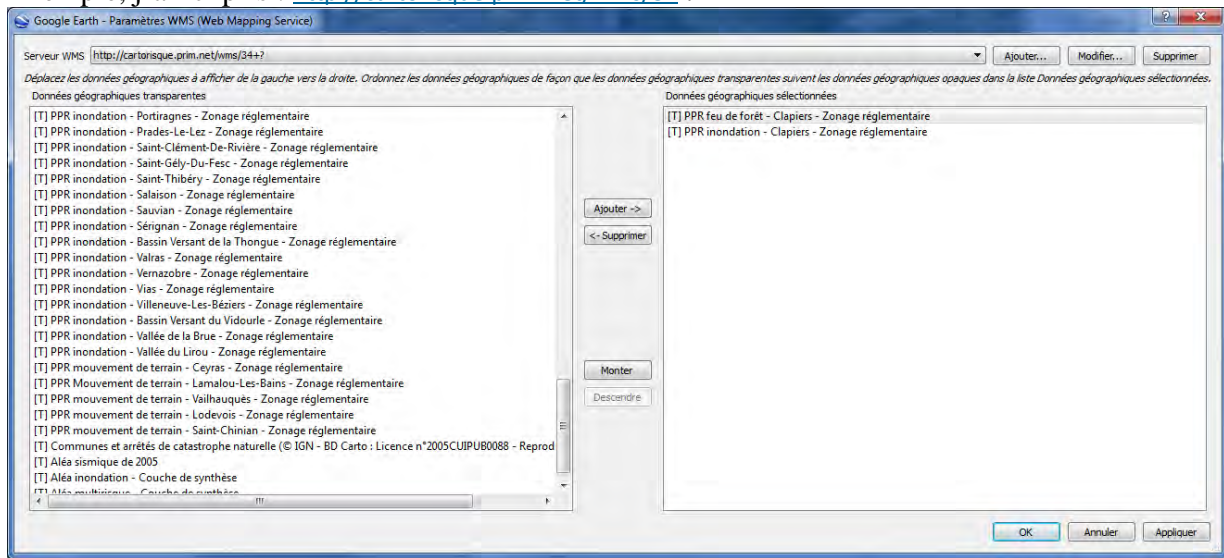 Google Earth - Paramètres WMS (Web Mapping Service)
Serveur WMS http://cartorisque.prim.net/wms/34+? Ajouter... Modifier... Supprimer
Déplacez les données géographiques à afficher de la gauche vers la droite. Ordonnez les données géographiques de façon que les données géographiques transparentes suivent les données géographiques opaques dans la liste Données géographiques sélectionnées.
Données géographiques transparentes
[T] PPR inondation - Portiragnes - Zonage réglementaire
[T] PPR inondation - Prades-Le-Lez - Zonage réglementaire
[T] PPR inondation - Saint-Clément-De-Rivière - Zonage réglementaire
[T] PPR inondation - Saint-Gély-Du-Fesc - Zonage réglementaire
[T] PPR inondation - Saint-Thibéry - Zonage réglementaire
[T] PPR inondation - Salaison - Zonage réglementaire
[T] PPR inondation - Sauvian - Zonage réglementaire
[T] PPR inondation - Sérignan - Zonage réglementaire
[T] PPR inondation - Bassin Versant de la Thongue - Zonage réglementaire
[T] PPR inondation - Valras - Zonage réglementaire
[T] PPR inondation - Vernazobre - Zonage réglementaire
[T] PPR inondation - Vias - Zonage réglementaire
[T] PPR inondation - Villeneuve-Les-Béziers - Zonage réglementaire
[T] PPR inondation - Bassin Versant du Vidourle - Zonage réglementaire
[T] PPR inondation - Vallée de la Brue - Zonage réglementaire
[T] PPR inondation - Vallée du Lirou - Zonage réglementaire
[T] PPR mouvement de terrain - Ceyras - Zonage réglementaire
[T] PPR Mouvement de terrain - Lamalou-Les-Bains - Zonage réglementaire
[T] PPR mouvement de terrain - Vailhauquès - Zonage réglementaire
[T] PPR mouvement de terrain - Lodevois - Zonage réglementaire
[T] PPR mouvement de terrain - Saint-Chinian - Zonage réglementaire
[T] Communes et arrêtés de catastrophe naturelle (© IGN - BD Carto : Licence n°2005CUIPUB0088 - Reprod
[T] Aléa sismique de 2005
[T] Aléa inondation - Couche de synthèse
[T] Aléa multirisque - Couche de synthèse
Ajouter ->
<- Supprimer
Monter
Descendre
Données géographiques sélectionnées
[T] PPR feu de forêt - Clapiers - Zonage réglementaire
[T] PPR inondation - Clapiers - Zonage réglementaire
OK Annuler Appliquer